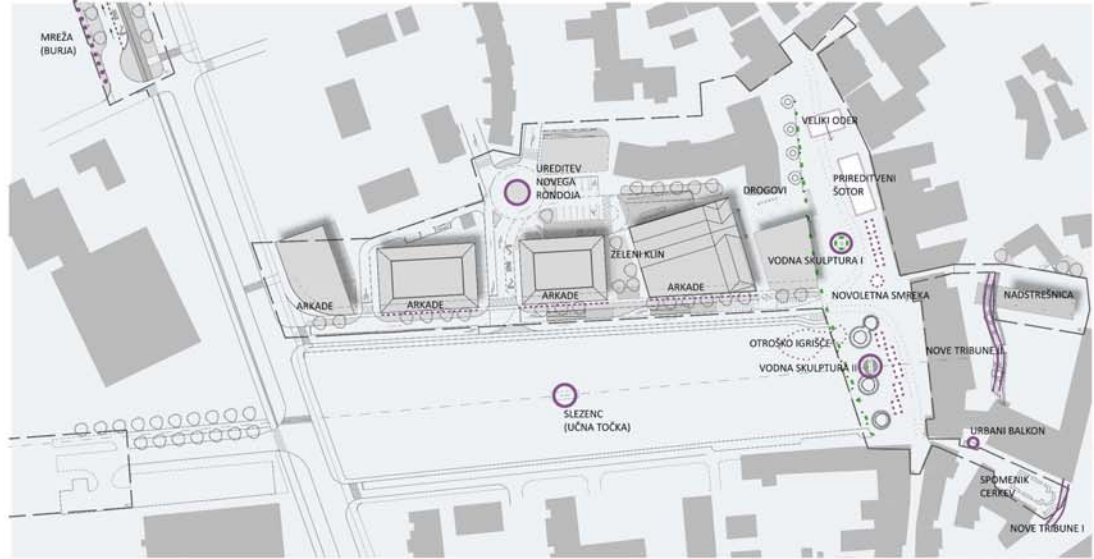 MREŽA
(BURJA)
VELIKI ODER
UREDITEV
NOVEGA
RONDOJA
PRIREDITVENI
ŠOTOR
DROGOVI
ZELENI KLIN
VODNA SKULPTURA I
ARKADE
ARKADE
ARKADE
ARKADE
NOVOLETNA SMREKA
NADSTREŠNICA
OTROŠKO IGRIŠČE
NOVE TRIBUNE II
VODNA SKULPTURA II
SLEZENC
(UČNA TOČKA)
URBANI BALKON
SPOMENIK
CERKEV
NOVE TRIBUNE I